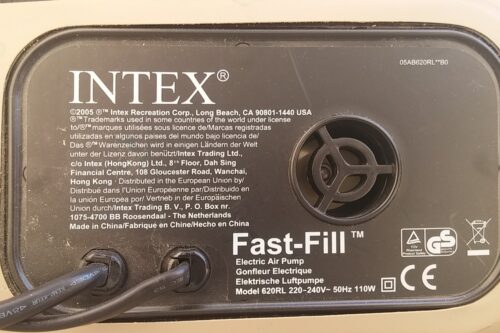 05AB620RL**B0
INTEX®
©2005 ®™ Intex Recreation Corp., Long Beach, CA 90801-1440 USA
®™Trademarks used in some countries of the world under license
to/®™marques utilisées sous licence de/Marcas registradas
utilizadas en algunos paises del mundo bajo licencia de/
Das ®™Warenzeichen wird in einigen Ländern der Welt
unter der Lizenz davon benützt/Intex Trading Ltd.,
c/o Intex (HongKong) Ltd., 8th Floor, Dah Sing
Financial Centre, 108 Gloucester Road, Wanchai,
Hong Kong · Distributed in the European Union by/
Distribué dans l'Union Européenne par/Distribuido en
la unión Europea por/ Vertrieb in der Europäischen
Union durch/Intex Trading B. V., P. O. Box nr.
1075-4700 BB Roosendaal - The Netherlands
Made in China/Fabrique en Chine/Hecho en China
Fast-Fill™
Electric Air Pump
Gonfleur Electrique
Elektrische Luftpumpe
Model 620RL 220-240V~ 50Hz 110W
GS
CE